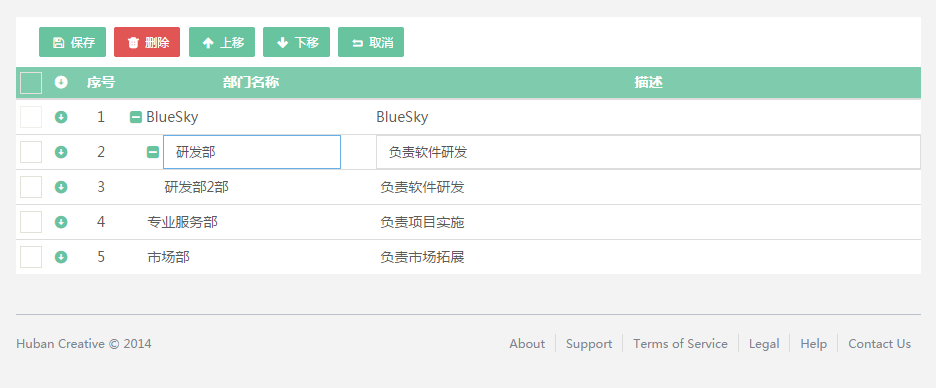 保存 删除 上移 下移 取消
序号 部门名称 描述
1 BlueSky BlueSky
2 研发部 负责软件研发
3 研发部2部 负责软件研发
4 专业服务部 负责项目实施
5 市场部 负责市场拓展
Huban Creative © 2014 About Support Terms of Service Legal Help Contact Us